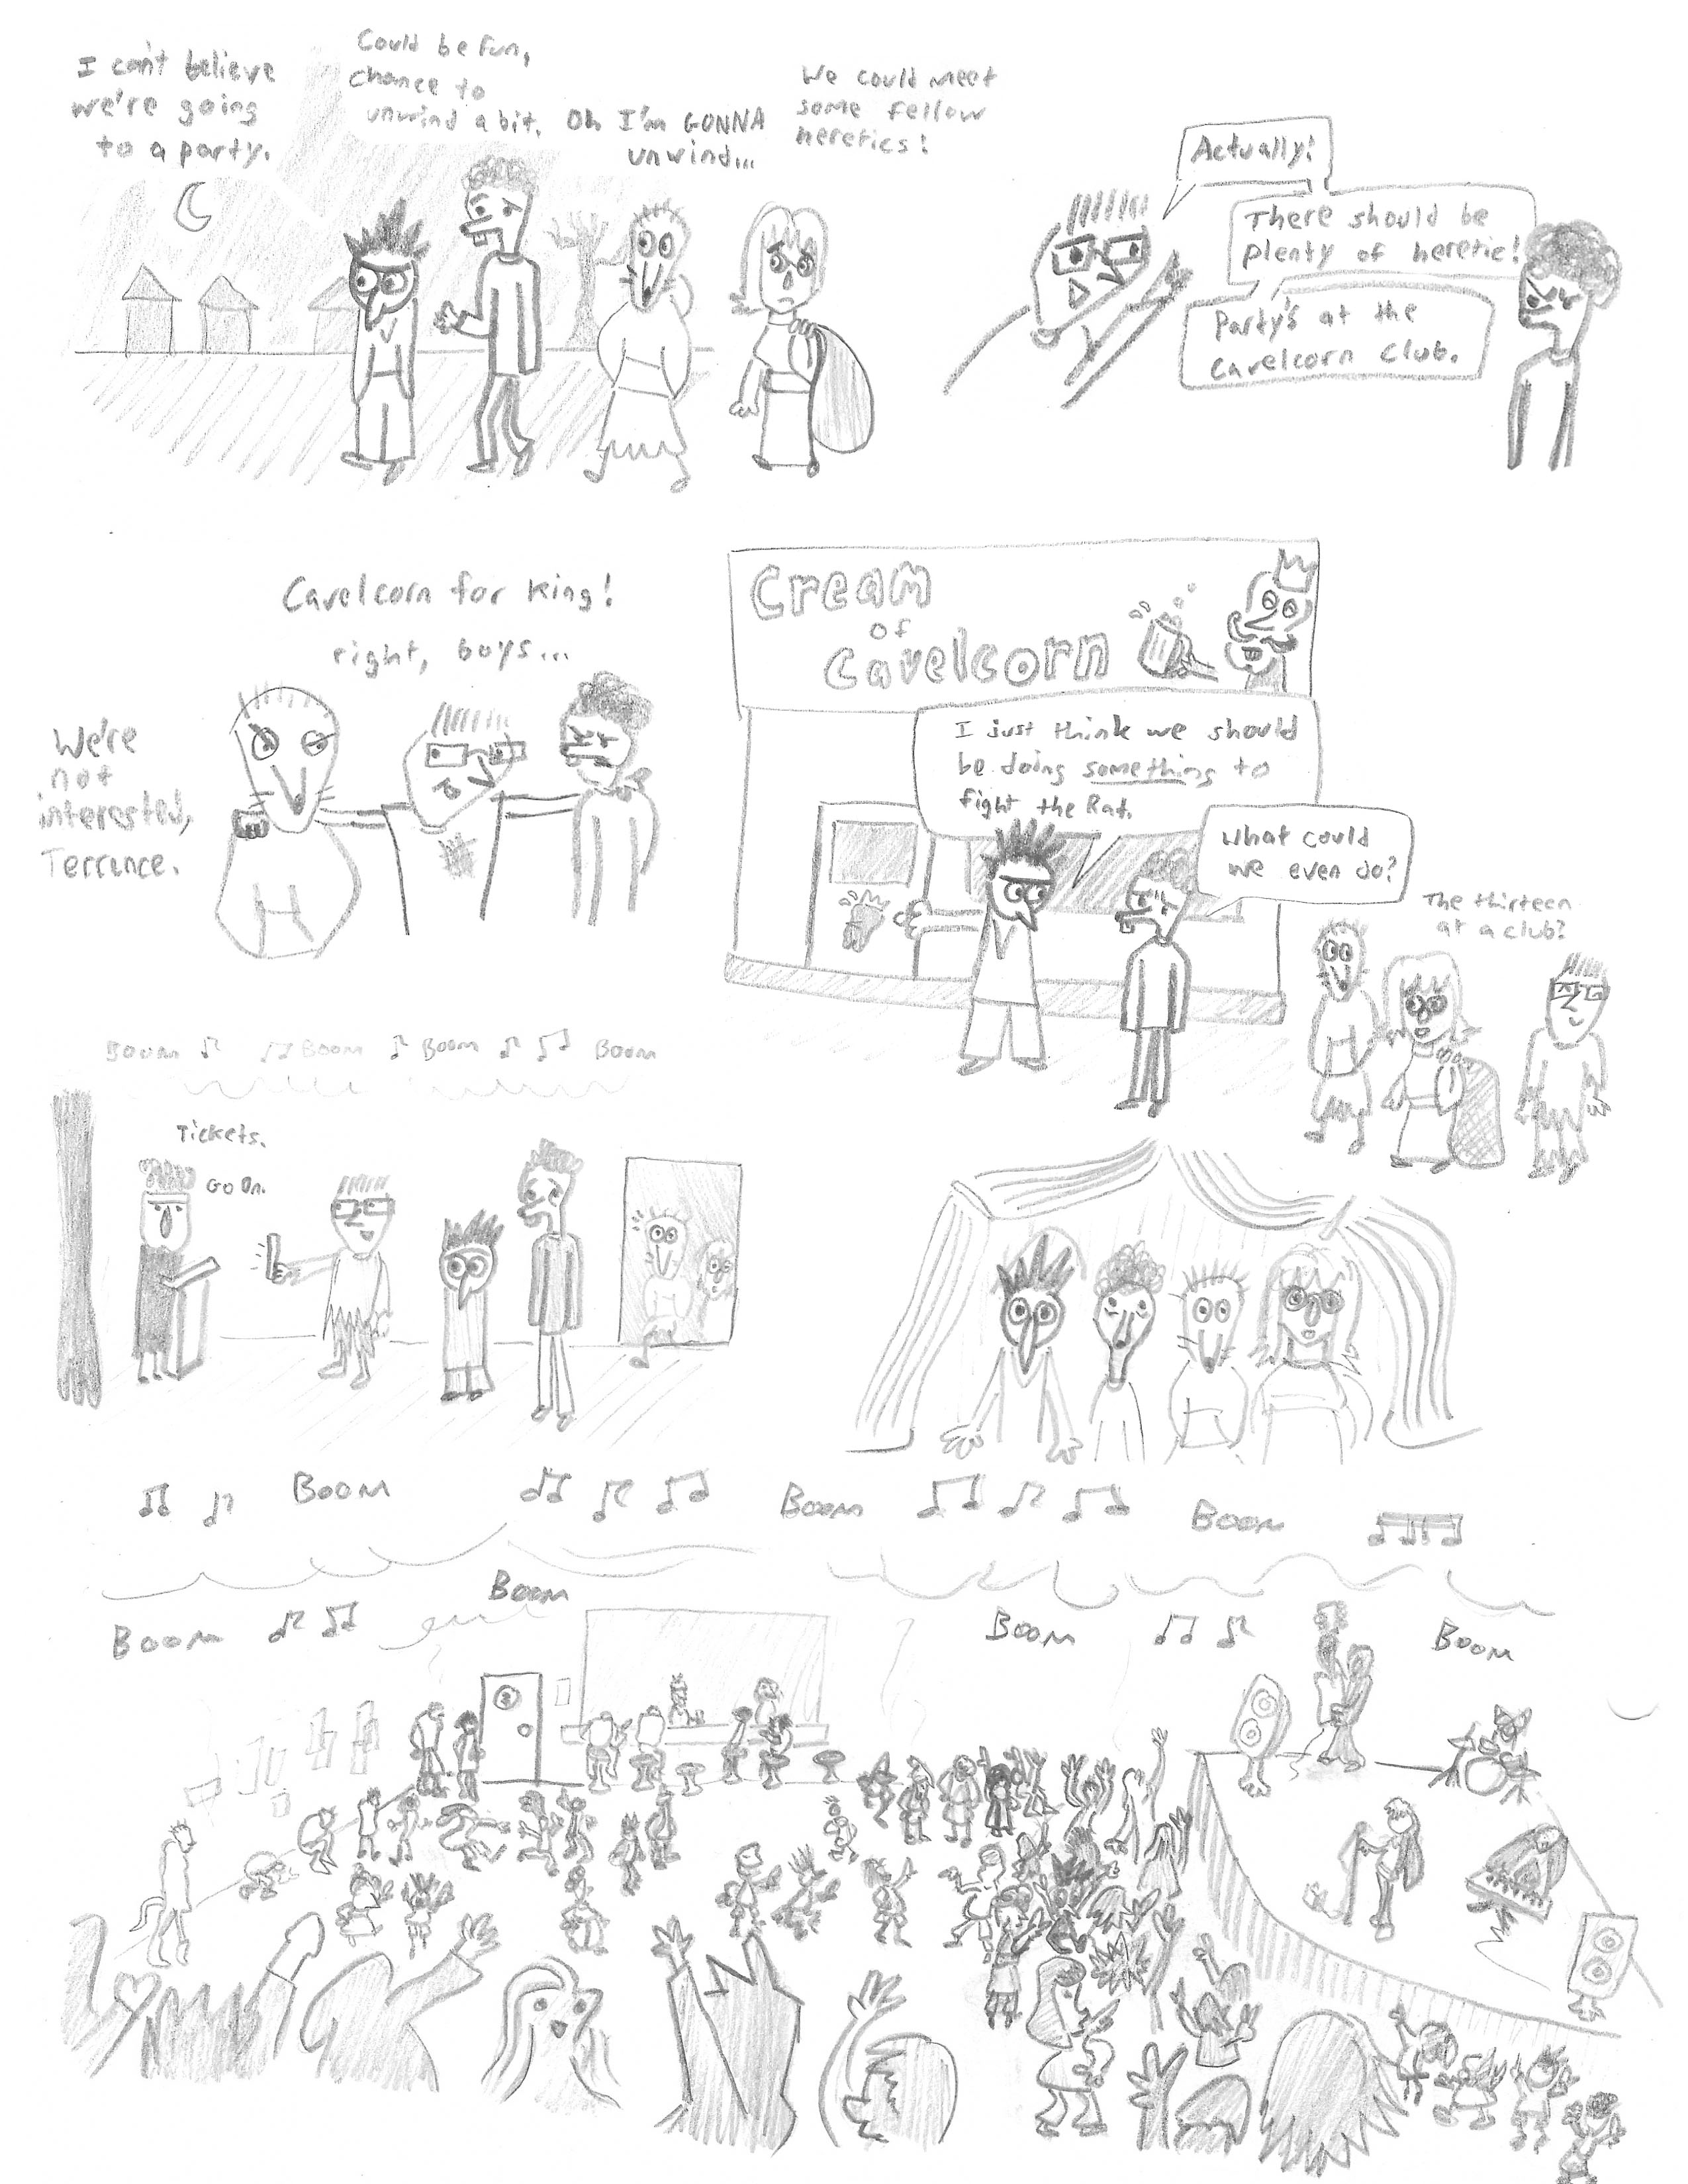 I can't believe
we're going
to a party.
Could be fun,
chance to
unwind a bit.
Oh I'm GONNA
unwind...
We could meet
some fellow
heretics!
Actually!
There should be
plenty of heretic!
Party's at the
Cavelcorn Club.
Cavelcorn for king!
right, boys...
We're
not
interested,
Terrance.
Cream
of
Cavelcorn
I just think we should
be doing something to
fight the Rat.
What could
we even do?
The thirteen
at a club?
Boom Boom Boom Boom
Tickets.
Go On.
Boom Boom Boom
Boom
Boom Boom Boom